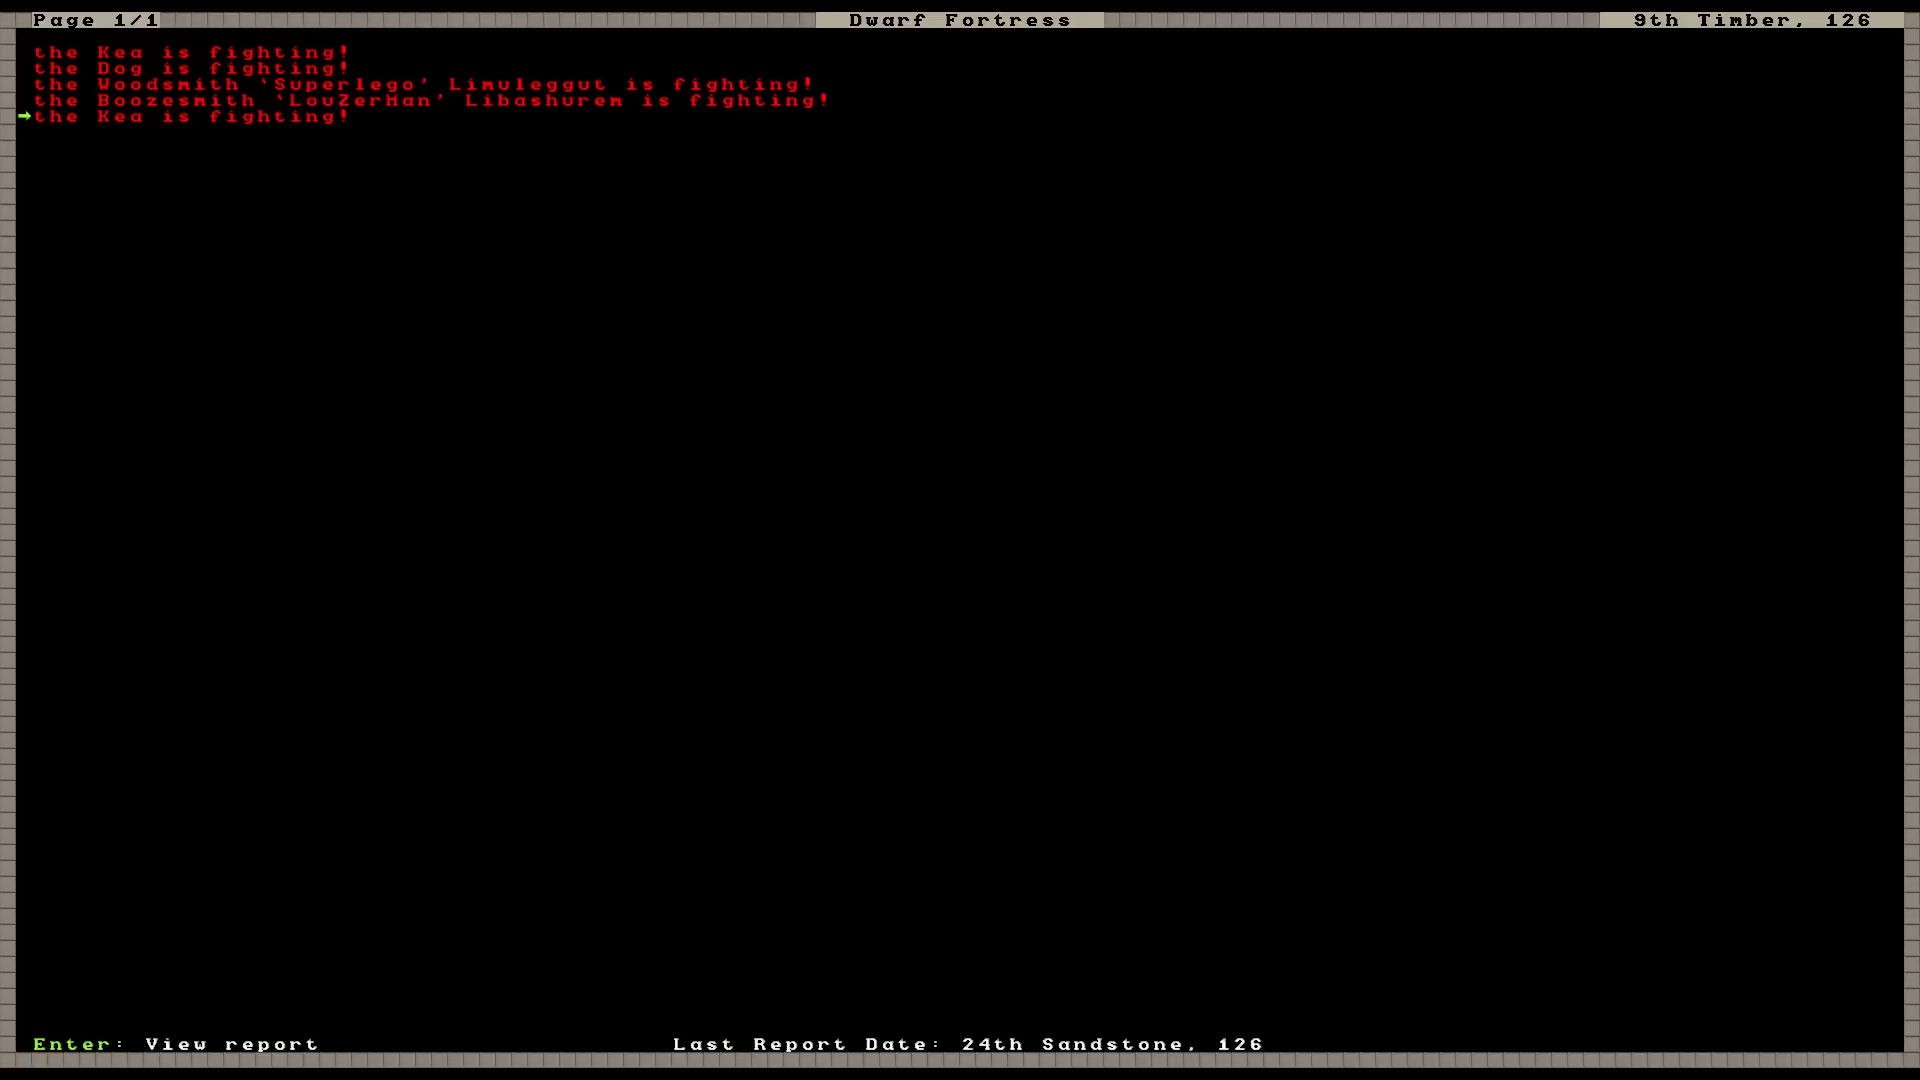 Page 1/1 Dwarf Fortress 9th Timber, 126
the Kea is fighting!
the Dog is fighting!
the Woodsmith `Superlego' Limuleggut is fighting!
the Boozesmith `LouZerMan' Libashurem is fighting!
→the Kea is fighting!
Enter: View report Last Report Date: 24th Sandstone, 126